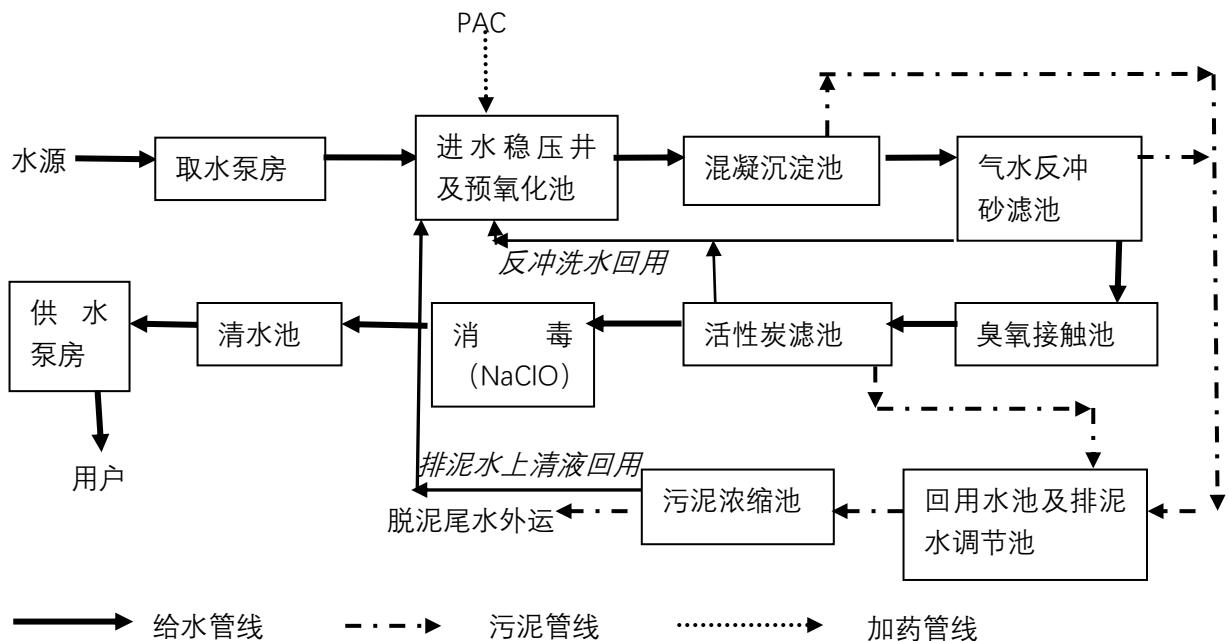 PAC
水源
取水泵房
进水稳压井
及预氧化池
混凝沉淀池
气水反冲
砂滤池
反冲洗水回用
供水
泵房
清水池
消毒
（NaClO）
活性炭滤池
臭氧接触池
用户
排泥水上清液回用
脱泥尾水外运
污泥浓缩池
回用水池及排泥
水调节池
给水管线
污泥管线
加药管线